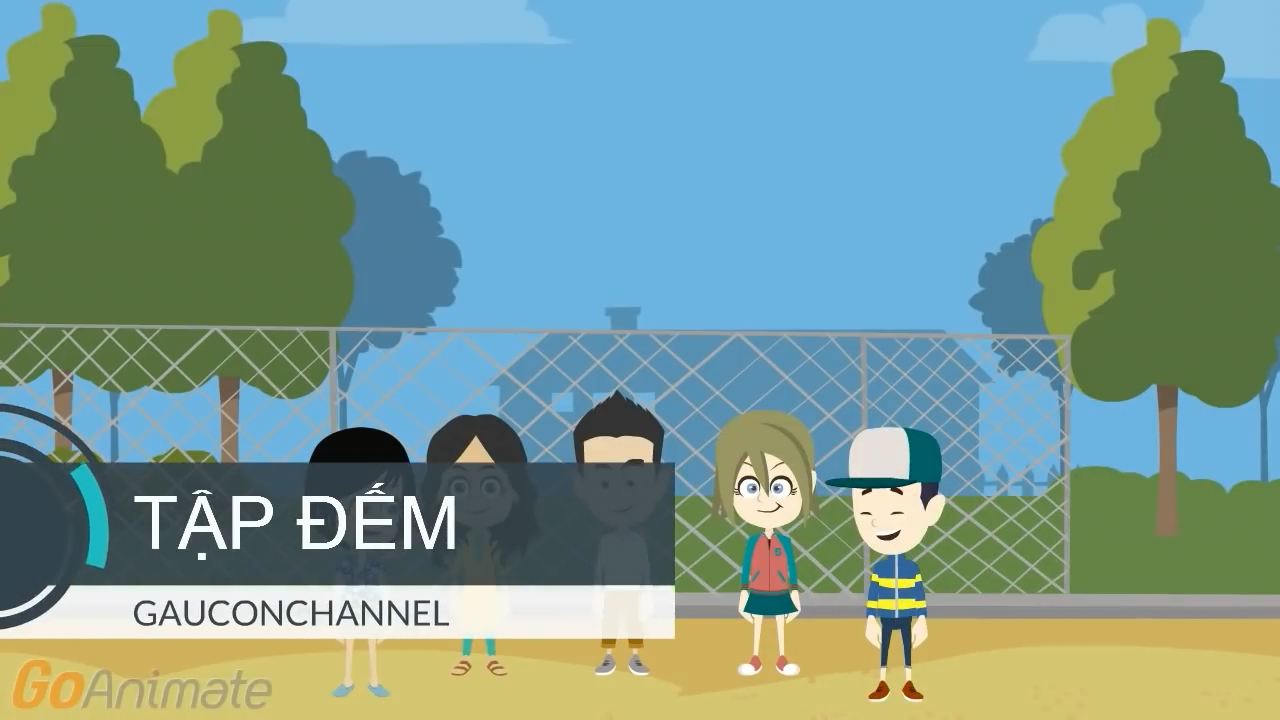 TẬP ĐẾM
GAUCONCHANNEL
GoAnimate